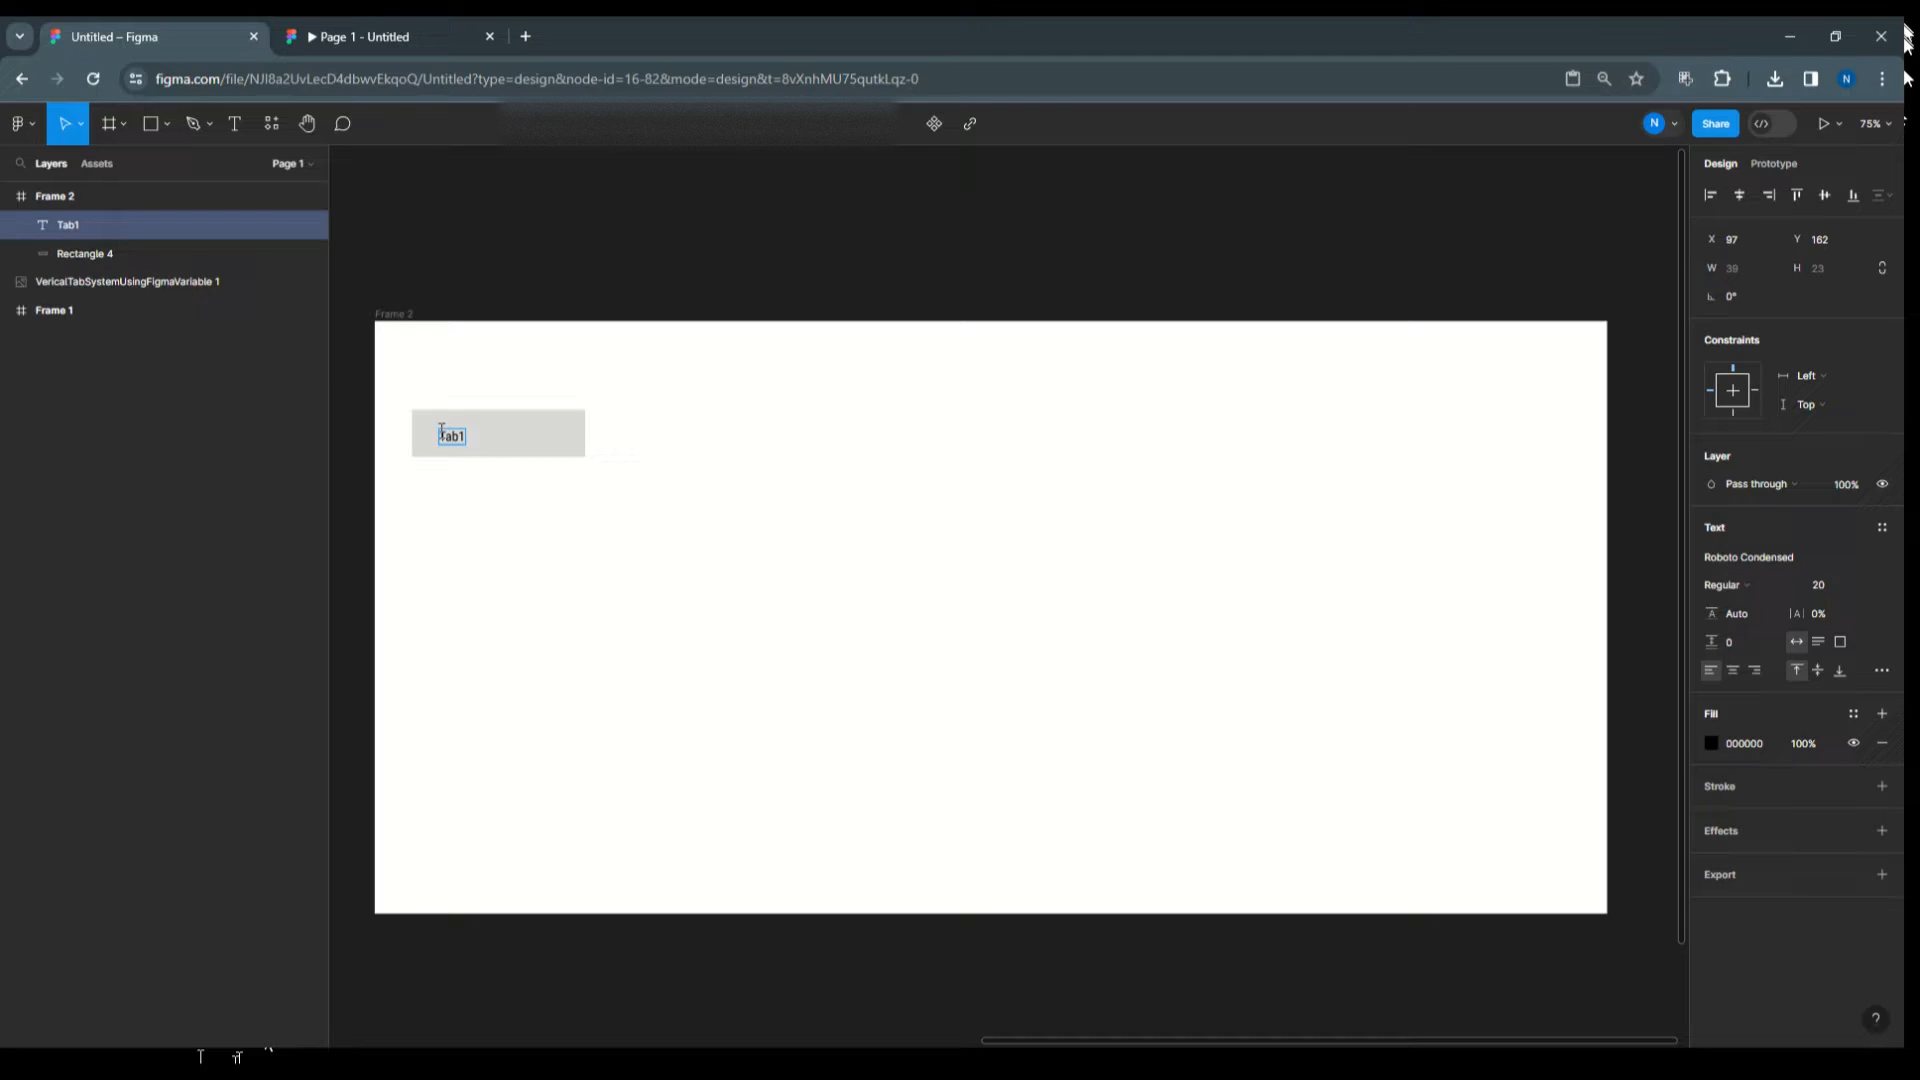 Untitled – Figma
▶ Page 1 - Untitled
figma.com/file/NJl8a2UvLecD4dbwvEkqoQ/Untitled?type=design&node-id=16-82&mode=design&t=8vXnhMU75qutkLqz-0
N
N
Share
75%
Layers
Assets
Page 1
Design
Prototype
Frame 2
Tab1
Rectangle 4
VericalTabSystemUsingFigmaVariable 1
Frame 1
Frame 2
Tab1
X 97
Y 162
W 39
H 23
0°
Constraints
Left
Top
Layer
Pass through
100%
Text
Roboto Condensed
Regular
20
Auto
|A| 0%
0
Fill
000000
100%
Stroke
Effects
Export
?